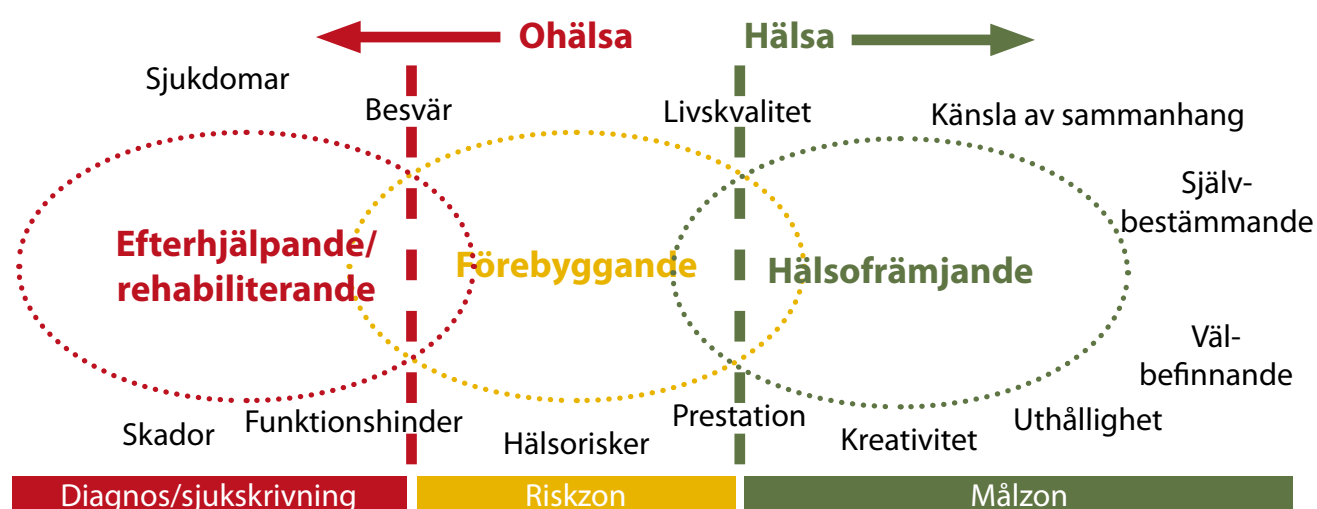 Ohälsa
Hälsa
Sjukdomar
Besvär
Livskvalitet
Känsla av sammanhang
Själv-
bestämmande
Efterhjälpande/
rehabiliterande
Förebyggande
Hälsofrämjande
Väl-
befinnande
Skador
Funktionshinder
Hälsorisker
Prestation
Kreativitet
Uthållighet
Diagnos/sjukskrivning
Riskzon
Målzon